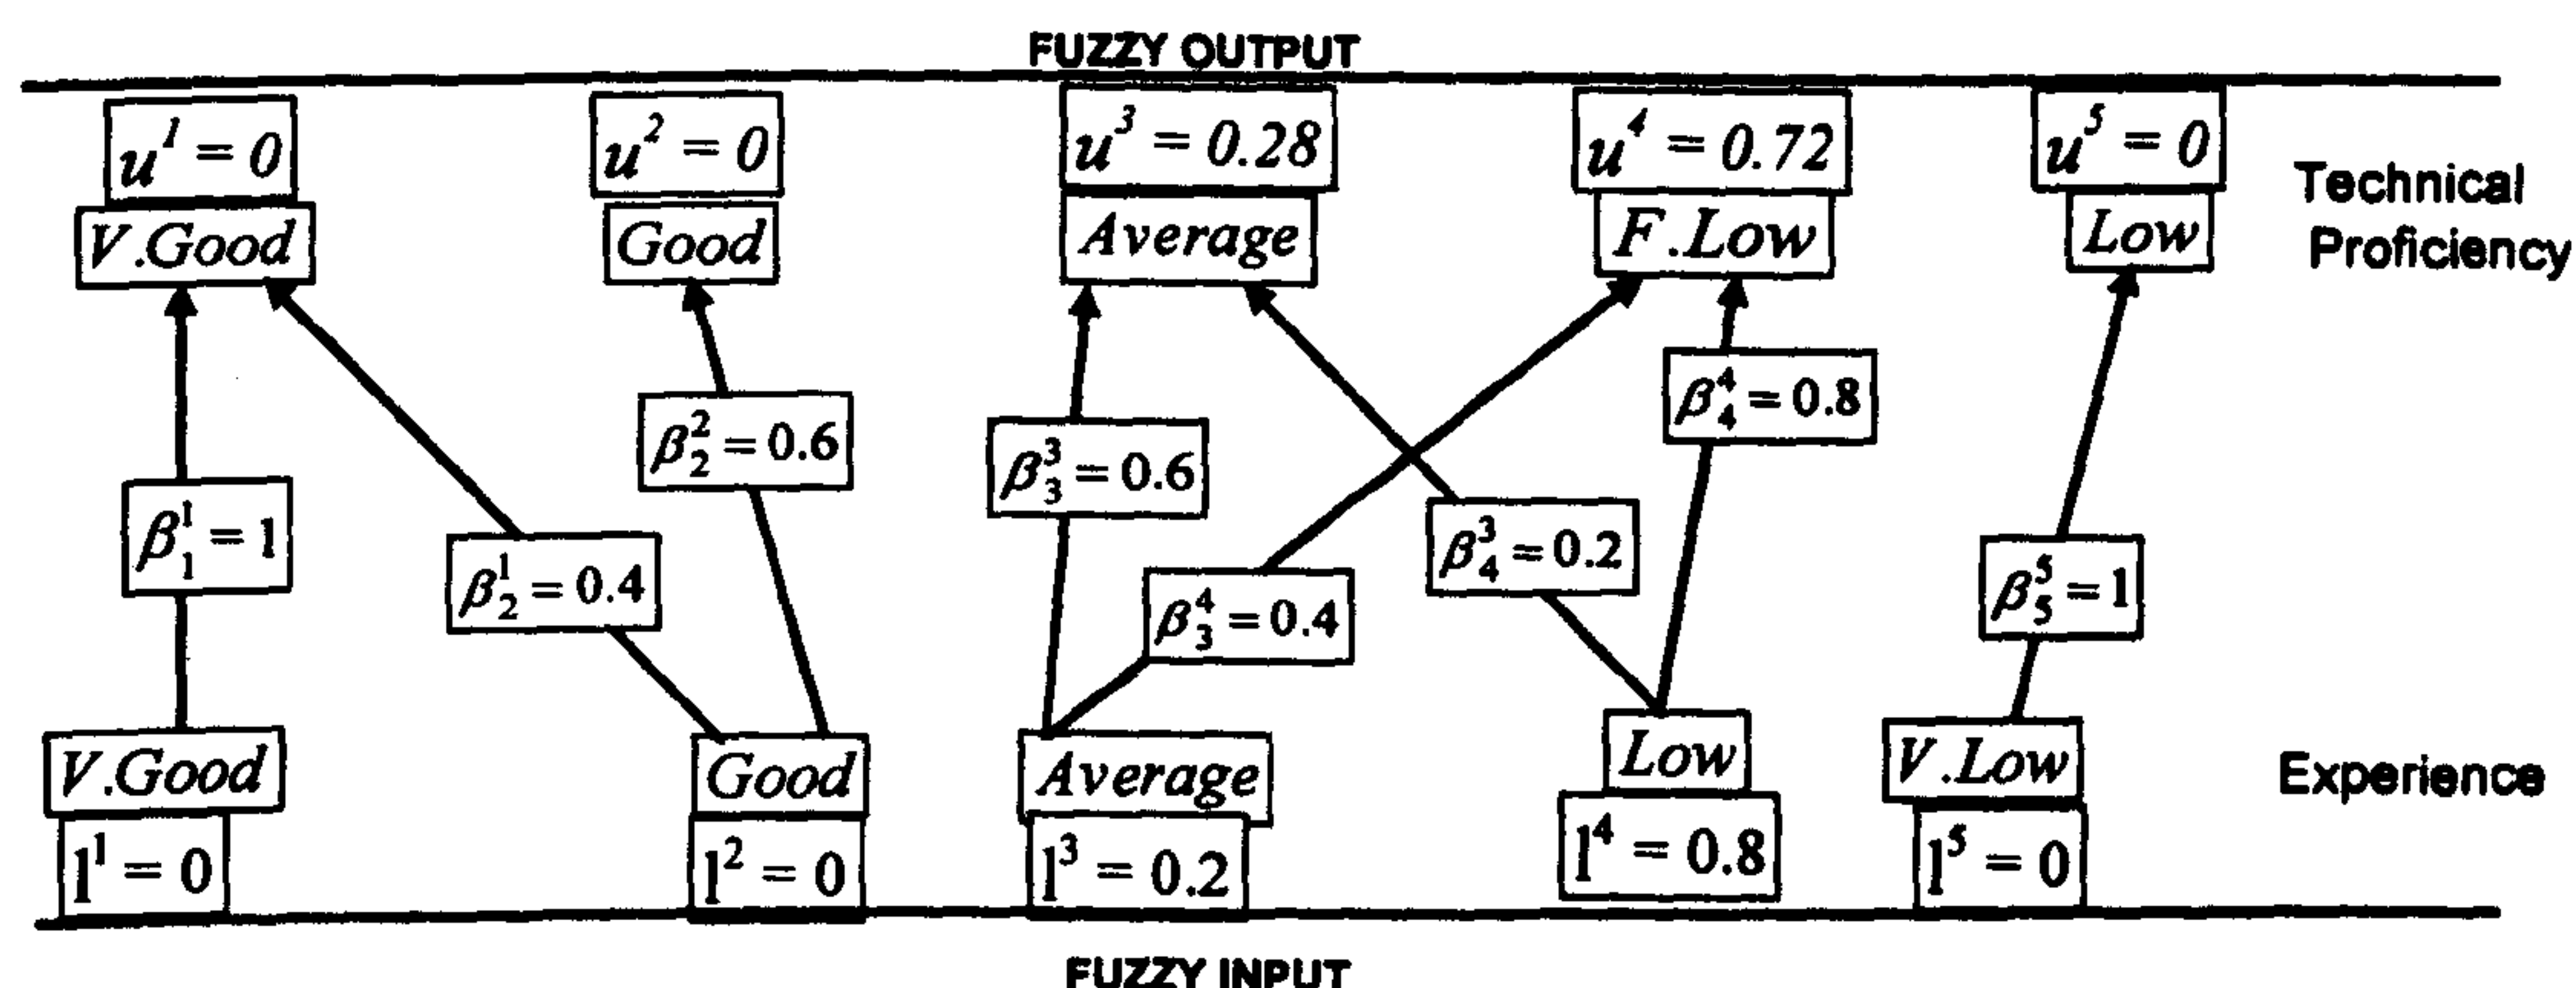 FUZZY OUTPUT
u¹ = 0
u² = 0
u³ = 0.28
u⁴ = 0.72
u⁵ = 0
V.Good
Good
Average
F.Low
Low
Technical
Proficiency
β₁¹ = 1
β₂¹ = 0.4
β₂² = 0.6
β₃³ = 0.6
β₃⁴ = 0.4
β₄³ = 0.2
β₄⁴ = 0.8
β₅⁵ = 1
V.Good
Good
Average
Low
V.Low
Experience
l¹ = 0
l² = 0
l³ = 0.2
l⁴ = 0.8
l⁵ = 0
FUZZY INPUT